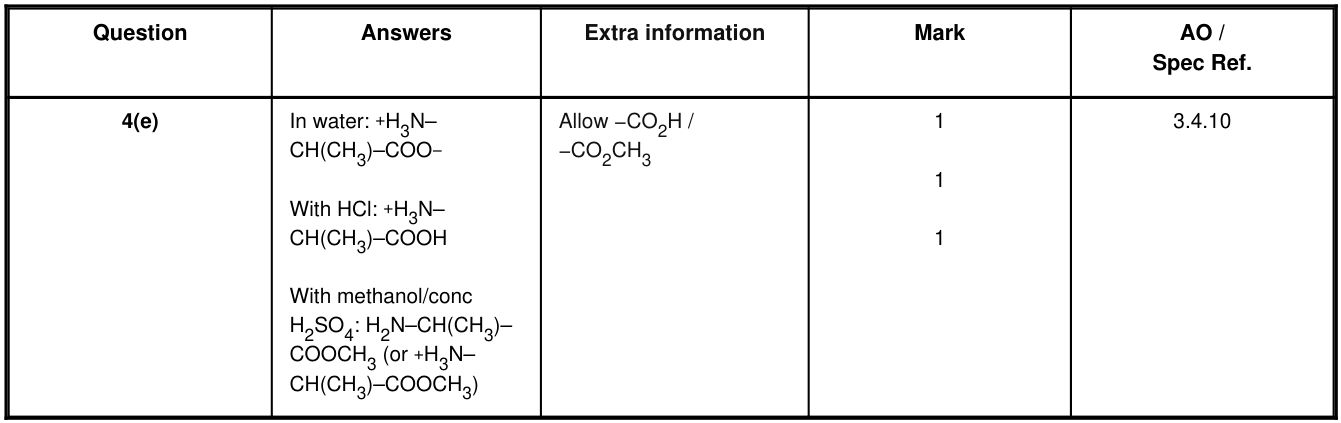 Question Answers Extra information Mark AO /
Spec Ref.
4(e) In water: +H3N– Allow –CO2H / 1 3.4.10
CH(CH3)–COO– –CO2CH3
1
With HCl: +H3N–
CH(CH3)–COOH 1
With methanol/conc
H2SO4: H2N–CH(CH3)–
COOCH3 (or +H3N–
CH(CH3)–COOCH3)